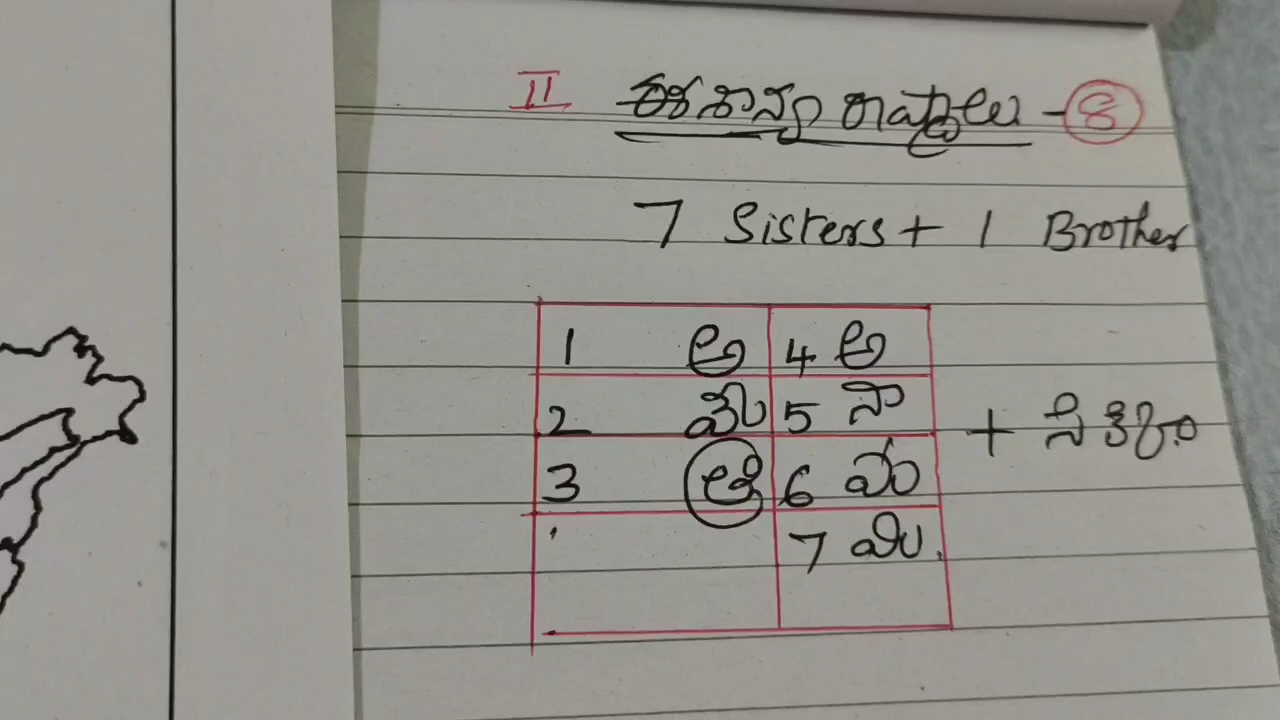 II ఈశాన్య రాష్ట్రాలు - 8
7 Sisters + 1 Brother
1 అ 4 అ
2 మే 5 నా
3 త్రి 6 మ
7 మి
+ సిక్కిం